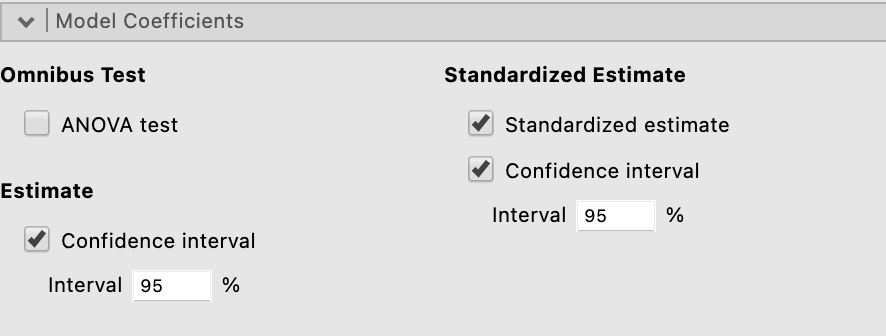 Model Coefficients
Omnibus Test
ANOVA test
Estimate
Confidence interval
Interval 95 %
Standardized Estimate
Standardized estimate
Confidence interval
Interval 95 %